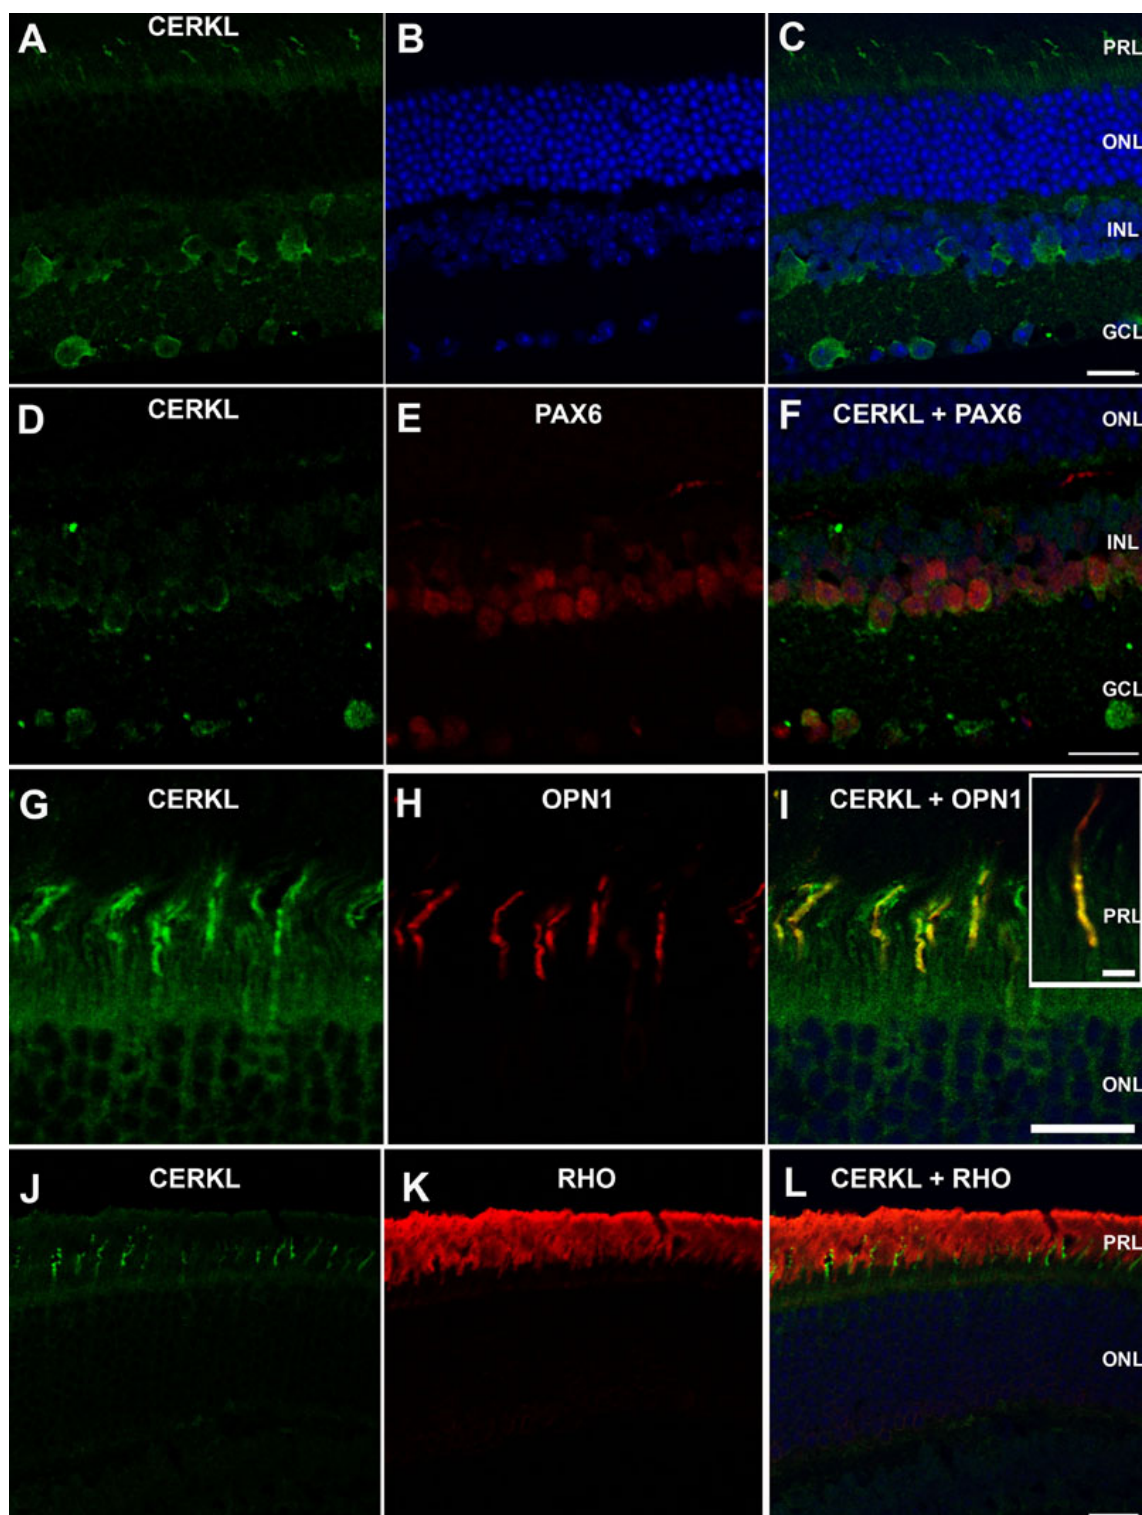 A CERKL B C PRL
ONL
INL
GCL
D CERKL E PAX6 F CERKL + PAX6 ONL
INL
GCL
G CERKL H OPN1 I CERKL + OPN1
PRL
ONL
J CERKL K RHO L CERKL + RHO
PRL
ONL